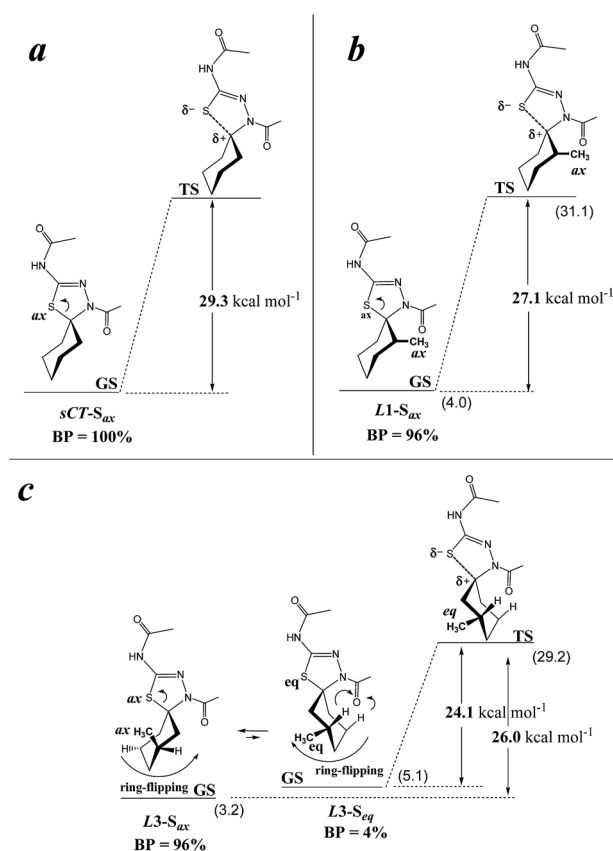 a
O
HN
δ−
S
N
N
δ+
O
TS
O
HN
N
S
N
ax
O
29.3 kcal mol-1
GS
sCT-Sax
BP = 100%
b
O
HN
δ−
S
N
N
δ+
O
CH3
ax
TS
(31.1)
O
HN
N
S
N
ax
O
CH3
ax
27.1 kcal mol-1
GS
(4.0)
L1-Sax
BP = 96%
c
O
HN
δ−
S
N
N
δ+
O
H
H
eq
H3C
TS
(29.2)
O
HN
N
S
N
ax
O
ax
H3C
H
H
ring-flipping
GS
(3.2)
L3-Sax
BP = 96%
O
HN
N
S
N
eq
O
H
H
H3C
eq
ring-flipping
GS
(5.1)
L3-Seq
BP = 4%
24.1 kcal mol-1
26.0 kcal mol-1